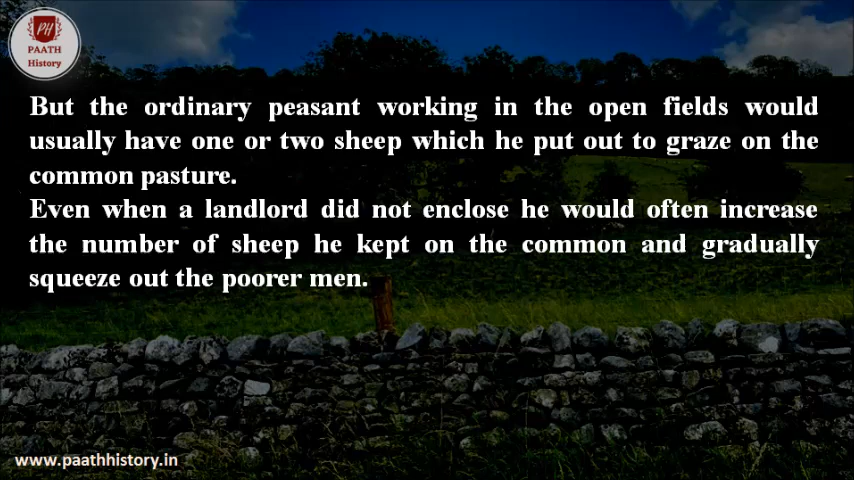 PH
PAATH
History
But the ordinary peasant working in the open fields would
usually have one or two sheep which he put out to graze on the
common pasture.
Even when a landlord did not enclose he would often increase
the number of sheep he kept on the common and gradually
squeeze out the poorer men.
www.paathhistory.in